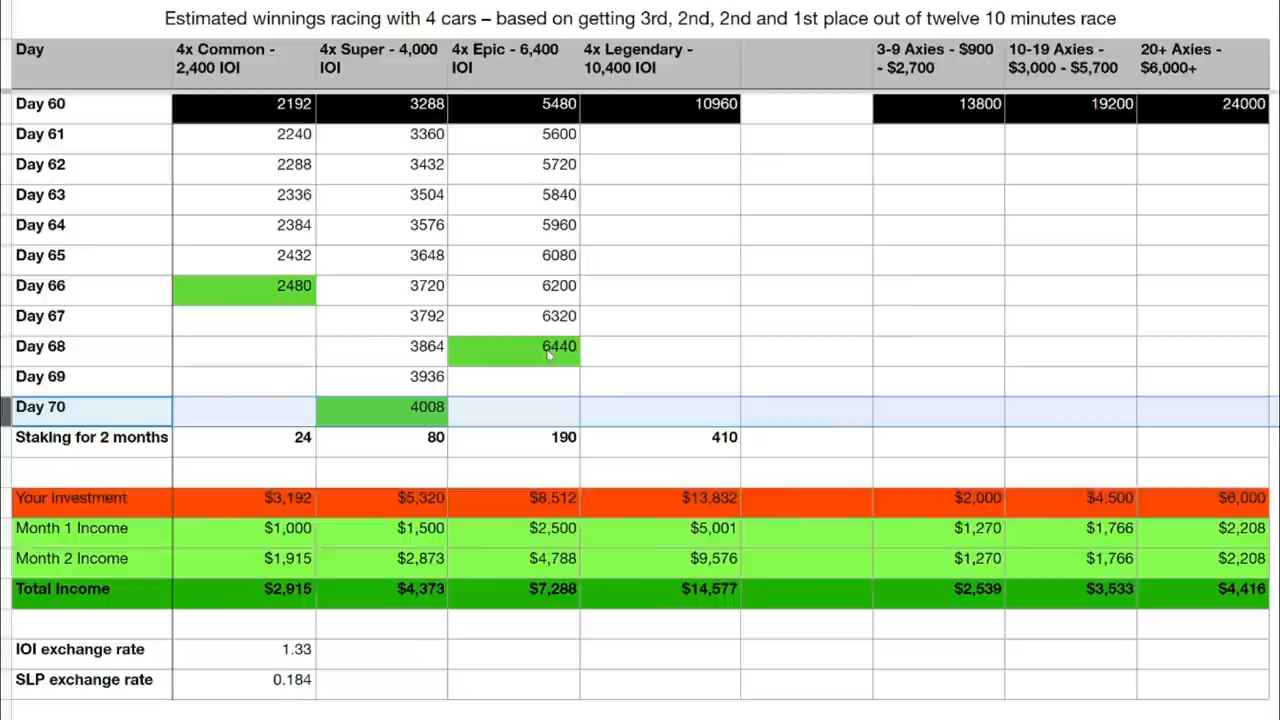 Estimated winnings racing with 4 cars – based on getting 3rd, 2nd, 2nd and 1st place out of twelve 10 minutes race
Day 4x Common - 4x Super - 4,000 4x Epic - 6,400 4x Legendary - 3-9 Axies - $900 10-19 Axies - 20+ Axies -
2,400 IOI IOI IOI 10,400 IOI - $2,700 $3,000 - $5,700 $6,000+
Day 60 2192 3288 5480 10960 13800 19200 24000
Day 61 2240 3360 5600
Day 62 2288 3432 5720
Day 63 2336 3504 5840
Day 64 2384 3576 5960
Day 65 2432 3648 6080
Day 66 2480 3720 6200
Day 67 3792 6320
Day 68 3864 6440
Day 69 3936
Day 70 4008
Staking for 2 months 24 80 190 410
Your Investment $3,192 $5,320 $8,512 $13,832 $2,000 $4,500 $6,000
Month 1 Income $1,000 $1,500 $2,500 $5,001 $1,270 $1,766 $2,208
Month 2 Income $1,915 $2,873 $4,788 $9,576 $1,270 $1,766 $2,208
Total Income $2,915 $4,373 $7,288 $14,577 $2,539 $3,533 $4,416
IOI exchange rate 1.33
SLP exchange rate 0.184